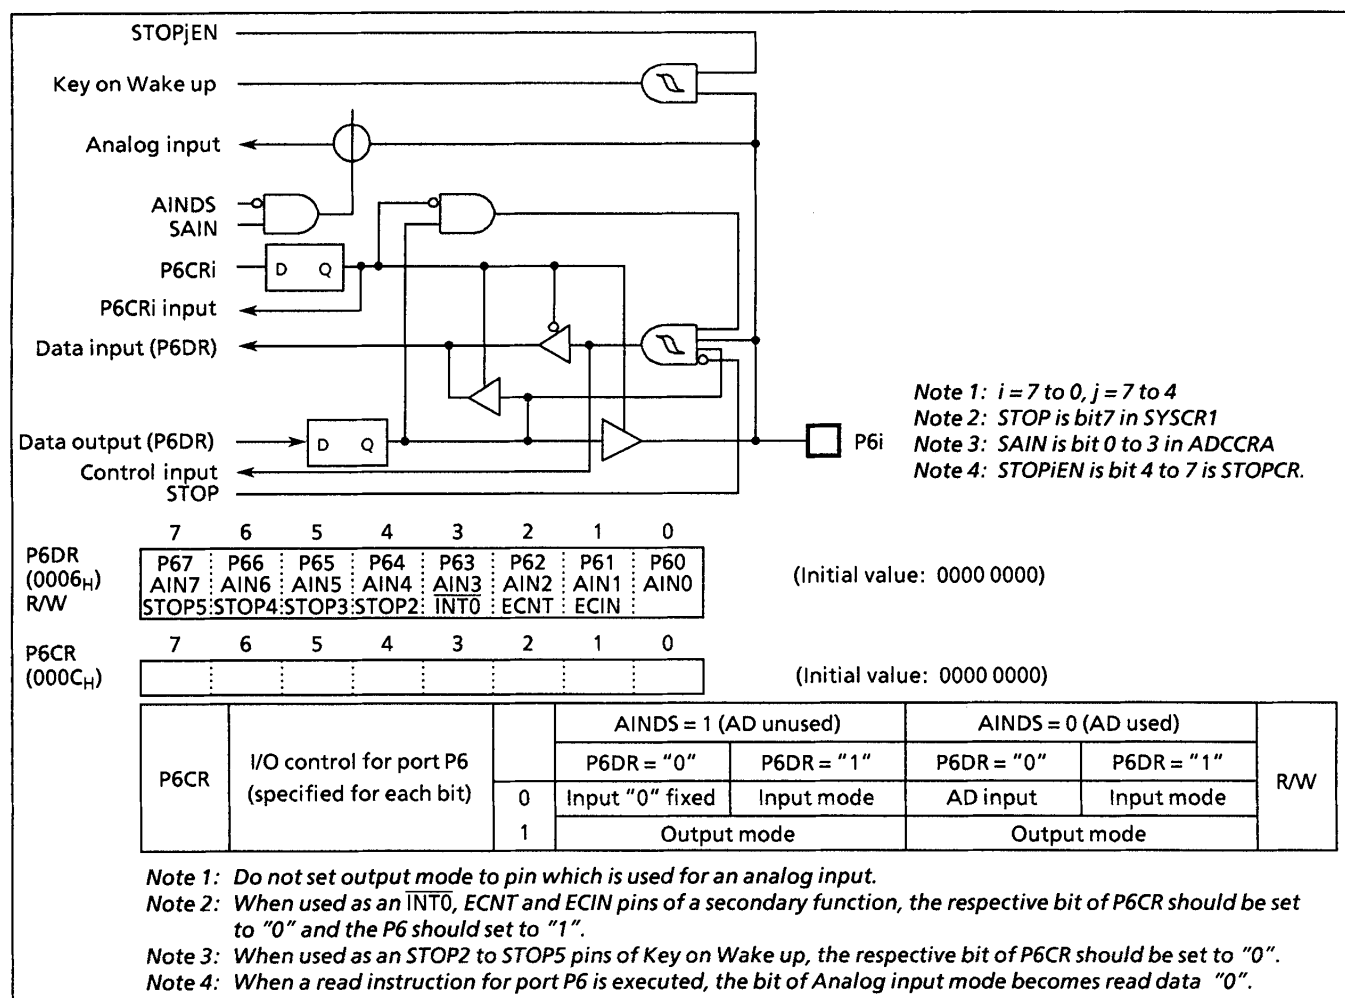 STOPjEN
Key on Wake up
Analog input
AINDS
SAIN
P6CRi
D Q
P6CRi input
Data input (P6DR)
Data output (P6DR)
D Q
Control input
STOP
P6i
Note 1: i = 7 to 0, j = 7 to 4
Note 2: STOP is bit7 in SYSCR1
Note 3: SAIN is bit 0 to 3 in ADCCRA
Note 4: STOPiEN is bit 4 to 7 is STOPCR.
7 6 5 4 3 2 1 0
P6DR
(0006H)
R/W
P67 P66 P65 P64 P63 P62 P61 P60
AIN7 AIN6 AIN5 AIN4 AIN3 AIN2 AIN1 AIN0
STOP5 STOP4 STOP3 STOP2 INT0 ECNT ECIN
(Initial value: 0000 0000)
7 6 5 4 3 2 1 0
P6CR
(000CH)
(Initial value: 0000 0000)
P6CR
I/O control for port P6
(specified for each bit)
AINDS = 1 (AD unused) AINDS = 0 (AD used)
P6DR = "0" P6DR = "1" P6DR = "0" P6DR = "1"
R/W
0 Input "0" fixed Input mode AD input Input mode
1 Output mode Output mode
Note 1: Do not set output mode to pin which is used for an analog input.
Note 2: When used as an INT0, ECNT and ECIN pins of a secondary function, the respective bit of P6CR should be set
to "0" and the P6 should set to "1".
Note 3: When used as an STOP2 to STOP5 pins of Key on Wake up, the respective bit of P6CR should be set to "0".
Note 4: When a read instruction for port P6 is executed, the bit of Analog input mode becomes read data "0".